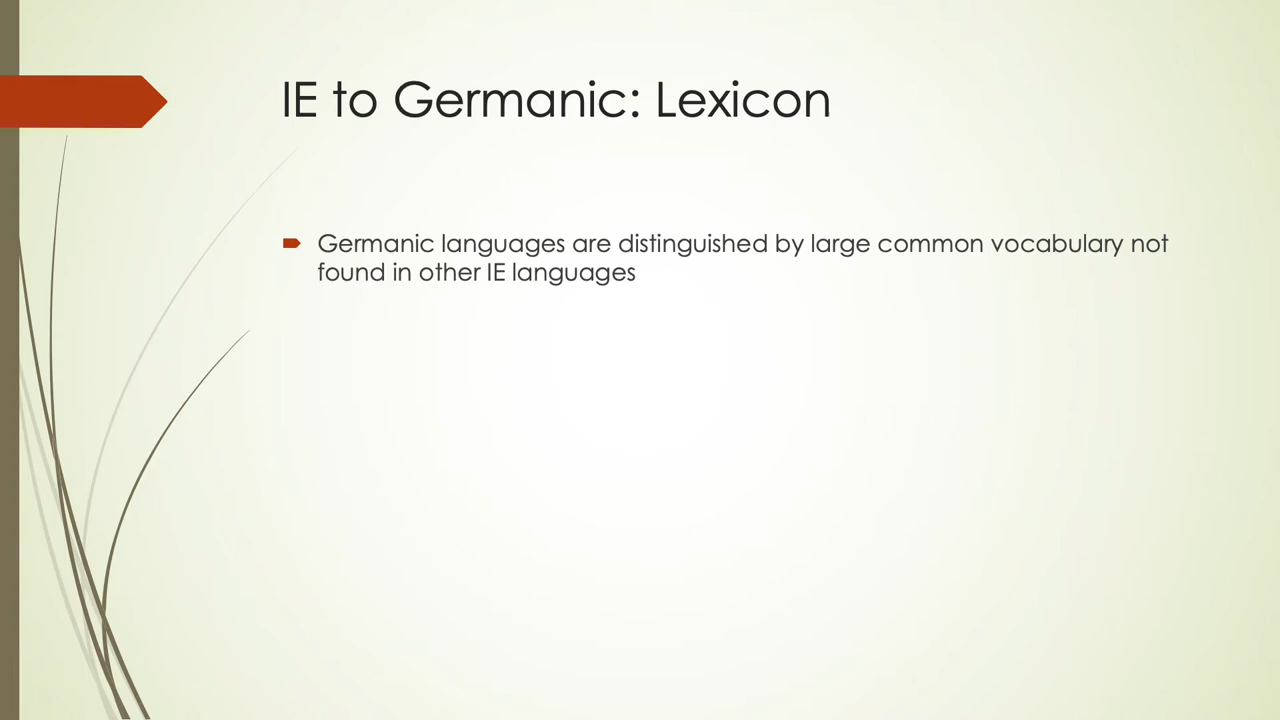 IE to Germanic: Lexicon
Germanic languages are distinguished by large common vocabulary not
found in other IE languages